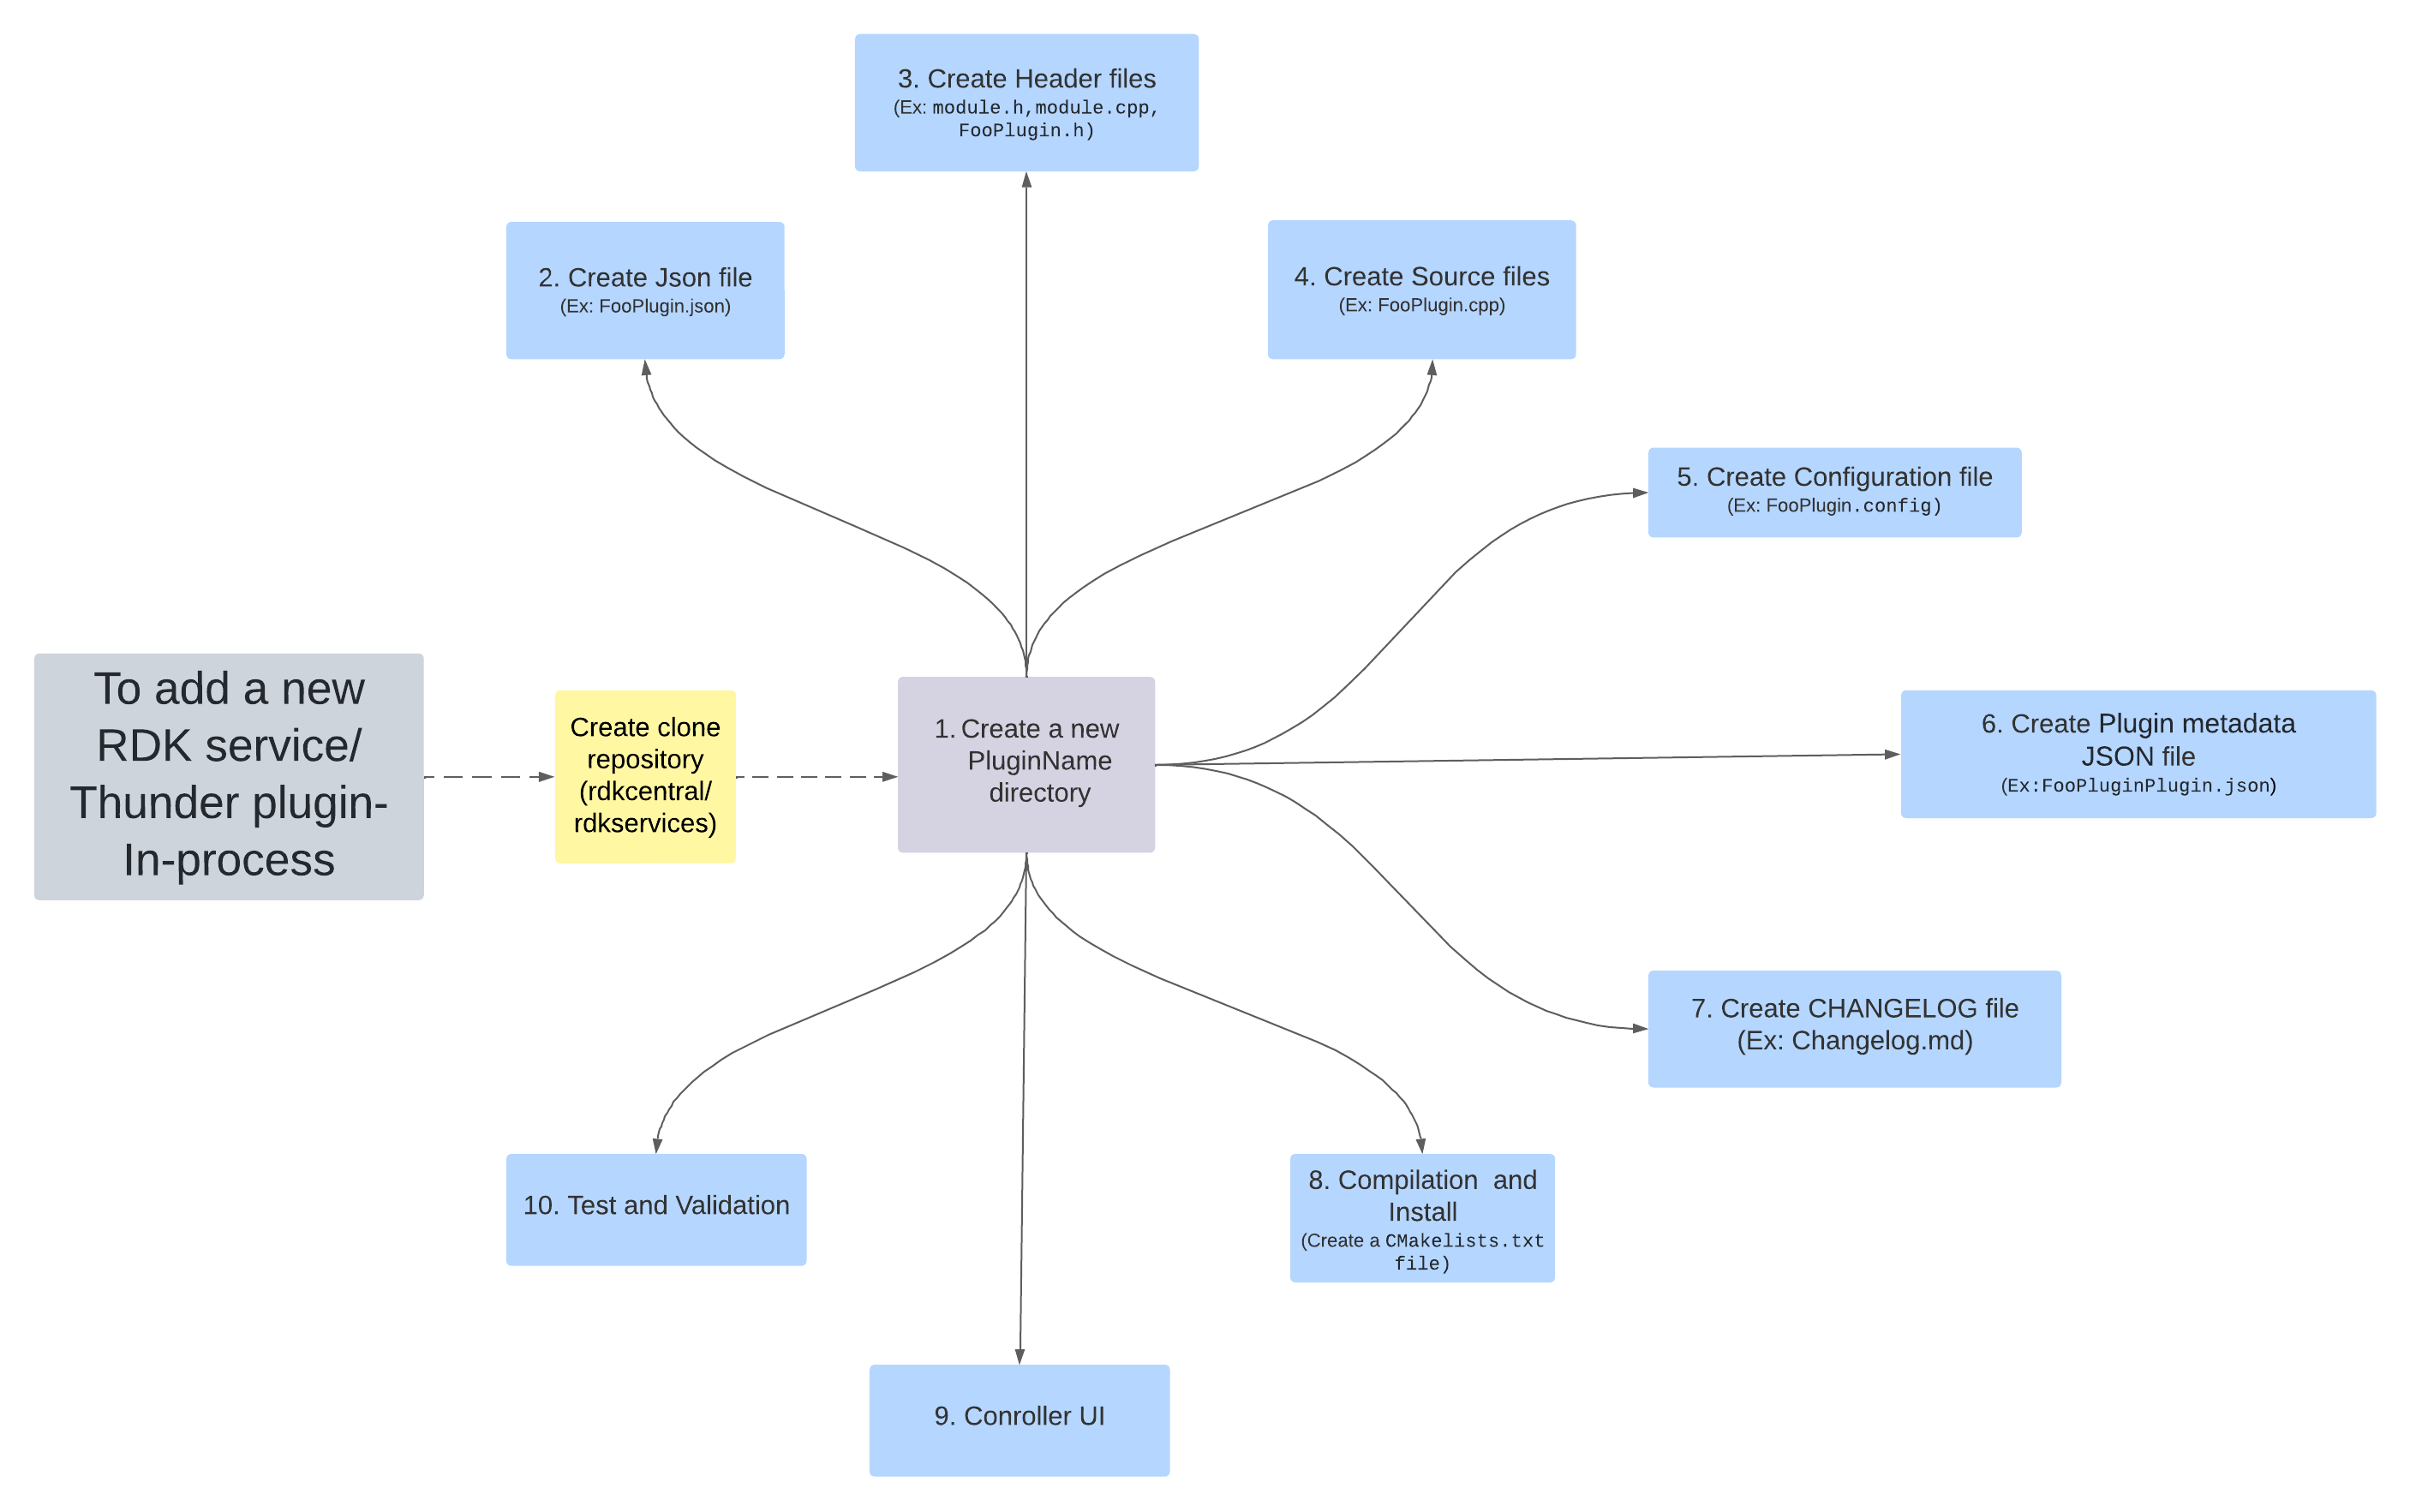 3. Create Header files
(Ex: module.h,module.cpp,
FooPlugin.h)
2. Create Json file
(Ex: FooPlugin.json)
4. Create Source files
(Ex: FooPlugin.cpp)
5. Create Configuration file
(Ex: FooPlugin.config)
To add a new
RDK service/
Thunder plugin-
In-process
Create clone
repository
(rdkcentral/
rdkservices)
1. Create a new
PluginName
directory
6. Create Plugin metadata
JSON file
(Ex:FooPluginPlugin.json)
7. Create CHANGELOG file
(Ex: Changelog.md)
10. Test and Validation
8. Compilation  and
Install
(Create a CMakelists.txt
file)
9. Conroller UI